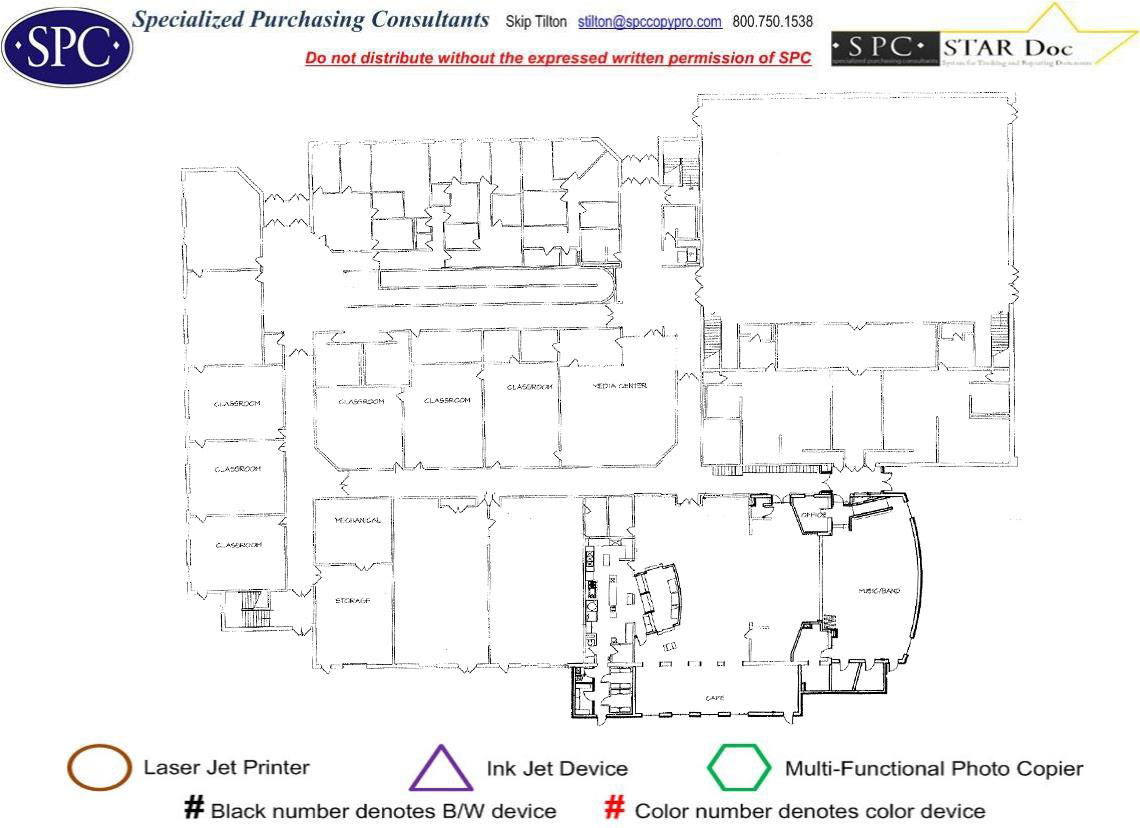 Specialized Purchasing Consultants Skip Tilton stilton@spccopypro.com 800.750.1538
·SPC·
Do not distribute without the expressed written permission of SPC
·SPC· STAR Doc
specialized purchasing consultants System for Tracking and Reporting Documents
CLASSROOM MEDIA CENTER
CLASSROOM CLASSROOM CLASSROOM
CLASSROOM
MECHANICAL OFFICE
CLASSROOM
STORAGE MUSIC/BAND
CAFE
Laser Jet Printer Ink Jet Device Multi-Functional Photo Copier
# Black number denotes B/W device # Color number denotes color device